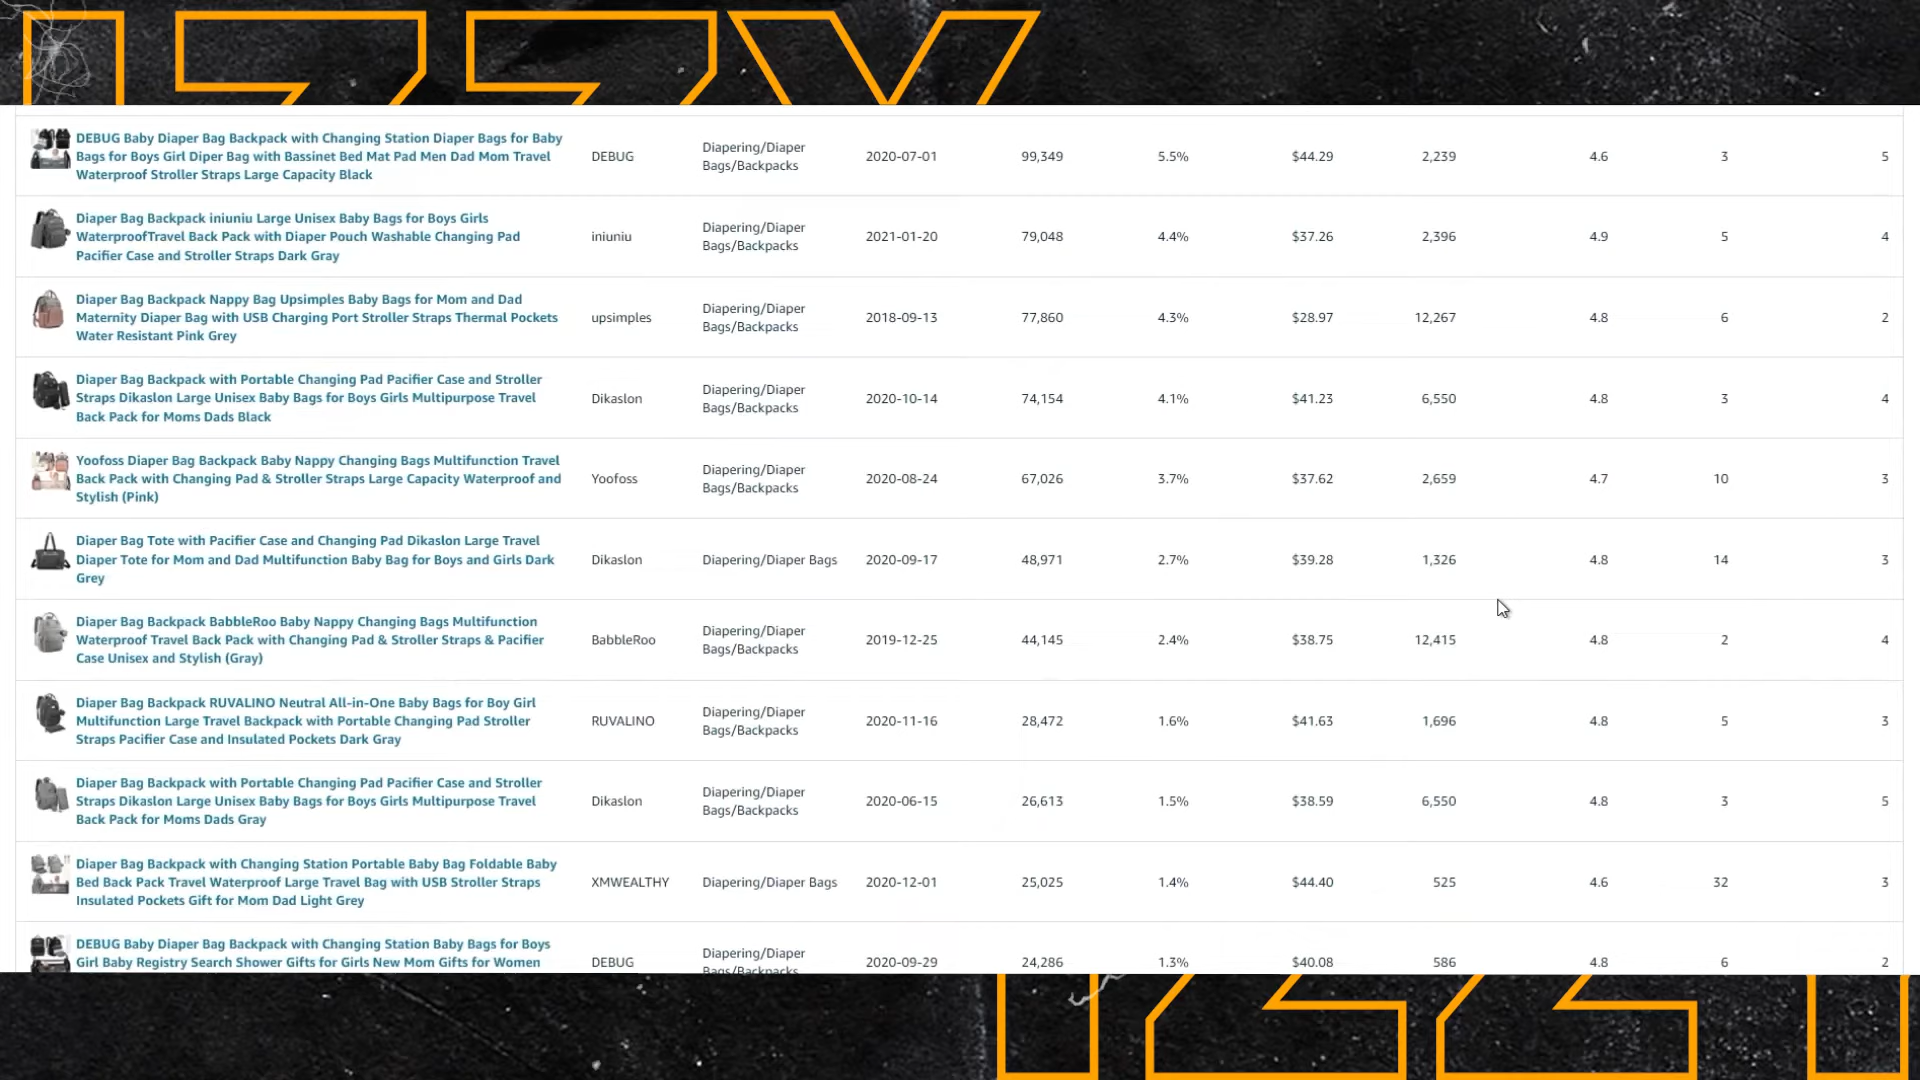 DEBUG Baby Diaper Bag Backpack with Changing Station Diaper Bags for Baby
Bags for Boys Girl Diper Bag with Bassinet Bed Mat Pad Men Dad Mom Travel
Waterproof Stroller Straps Large Capacity Black
DEBUG
Diapering/Diaper
Bags/Backpacks
2020-07-01 99,349 5.5% $44.29 2,239 4.6 3 5
Diaper Bag Backpack iniuniu Large Unisex Baby Bags for Boys Girls
WaterproofTravel Back Pack with Diaper Pouch Washable Changing Pad
Pacifier Case and Stroller Straps Dark Gray
iniuniu
Diapering/Diaper
Bags/Backpacks
2021-01-20 79,048 4.4% $37.26 2,396 4.9 5 4
Diaper Bag Backpack Nappy Bag Upsimples Baby Bags for Mom and Dad
Maternity Diaper Bag with USB Charging Port Stroller Straps Thermal Pockets
Water Resistant Pink Grey
upsimples
Diapering/Diaper
Bags/Backpacks
2018-09-13 77,860 4.3% $28.97 12,267 4.8 6 2
Diaper Bag Backpack with Portable Changing Pad Pacifier Case and Stroller
Straps Dikaslon Large Unisex Baby Bags for Boys Girls Multipurpose Travel
Back Pack for Moms Dads Black
Dikaslon
Diapering/Diaper
Bags/Backpacks
2020-10-14 74,154 4.1% $41.23 6,550 4.8 3 4
Yoofoss Diaper Bag Backpack Baby Nappy Changing Bags Multifunction Travel
Back Pack with Changing Pad & Stroller Straps Large Capacity Waterproof and
Stylish (Pink)
Yoofoss
Diapering/Diaper
Bags/Backpacks
2020-08-24 67,026 3.7% $37.62 2,659 4.7 10 3
Diaper Bag Tote with Pacifier Case and Changing Pad Dikaslon Large Travel
Diaper Tote for Mom and Dad Multifunction Baby Bag for Boys and Girls Dark
Grey
Dikaslon
Diapering/Diaper Bags
2020-09-17 48,971 2.7% $39.28 1,326 4.8 14 3
Diaper Bag Backpack BabbleRoo Baby Nappy Changing Bags Multifunction
Waterproof Travel Back Pack with Changing Pad & Stroller Straps & Pacifier
Case Unisex and Stylish (Gray)
BabbleRoo
Diapering/Diaper
Bags/Backpacks
2019-12-25 44,145 2.4% $38.75 12,415 4.8 2 4
Diaper Bag Backpack RUVALINO Neutral All-in-One Baby Bags for Boy Girl
Multifunction Large Travel Backpack with Portable Changing Pad Stroller
Straps Pacifier Case and Insulated Pockets Dark Gray
RUVALINO
Diapering/Diaper
Bags/Backpacks
2020-11-16 28,472 1.6% $41.63 1,696 4.8 5 3
Diaper Bag Backpack with Portable Changing Pad Pacifier Case and Stroller
Straps Dikaslon Large Unisex Baby Bags for Boys Girls Multipurpose Travel
Back Pack for Moms Dads Gray
Dikaslon
Diapering/Diaper
Bags/Backpacks
2020-06-15 26,613 1.5% $38.59 6,550 4.8 3 5
Diaper Bag Backpack with Changing Station Portable Baby Bag Foldable Baby
Bed Back Pack Travel Waterproof Large Travel Bag with USB Stroller Straps
Insulated Pockets Gift for Mom Dad Light Grey
XMWEALTHY
Diapering/Diaper Bags
2020-12-01 25,025 1.4% $44.40 525 4.6 32 3
DEBUG Baby Diaper Bag Backpack with Changing Station Baby Bags for Boys
Girl Baby Registry Search Shower Gifts for Girls New Mom Gifts for Women
DEBUG
Diapering/Diaper
Bags/Backpacks
2020-09-29 24,286 1.3% $40.08 586 4.8 6 2